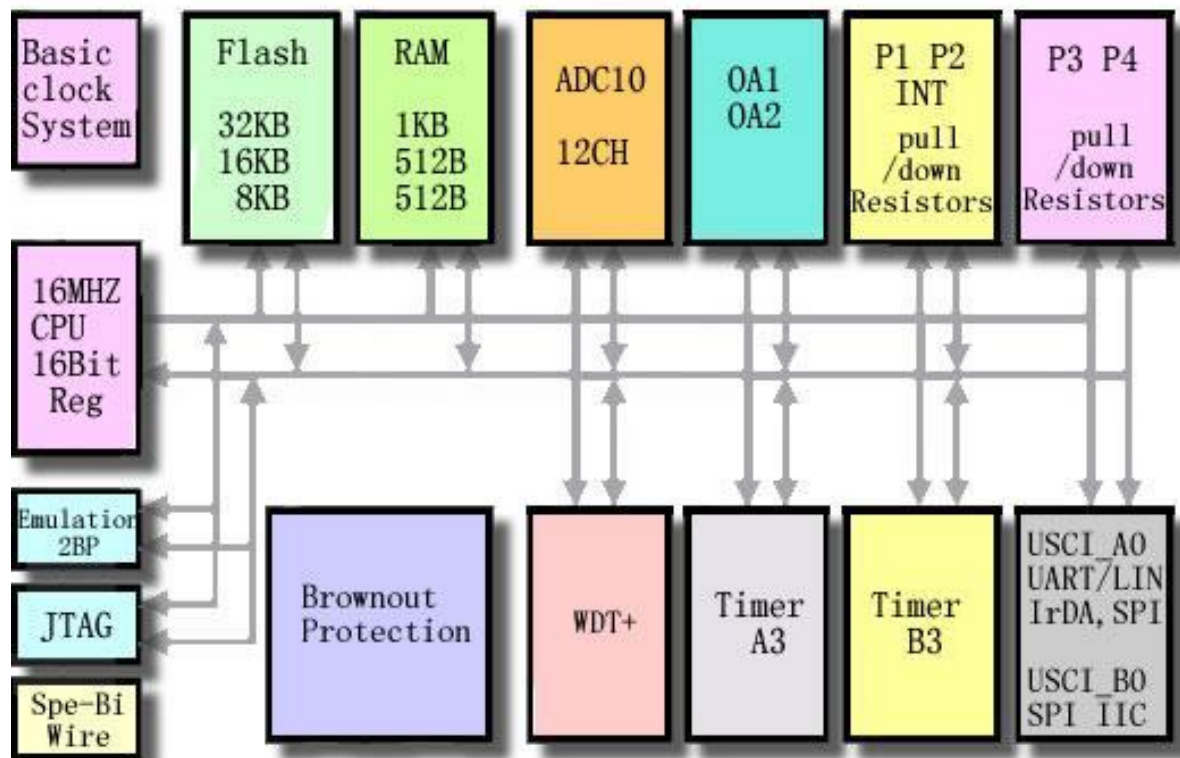 Basic
clock
System
Flash
32KB
16KB
8KB
RAM
1KB
512B
512B
ADC10
12CH
OA1
OA2
P1 P2
INT
pull
/down
Resistors
P3 P4
pull
/down
Resistors
16MHZ
CPU
16Bit
Reg
Emulation
2BP
JTAG
Spe-Bi
Wire
Brownout
Protection
WDT+
Timer
A3
Timer
B3
USCI_A0
UART/LIN
IrDA, SPI
USCI_B0
SPI IIC